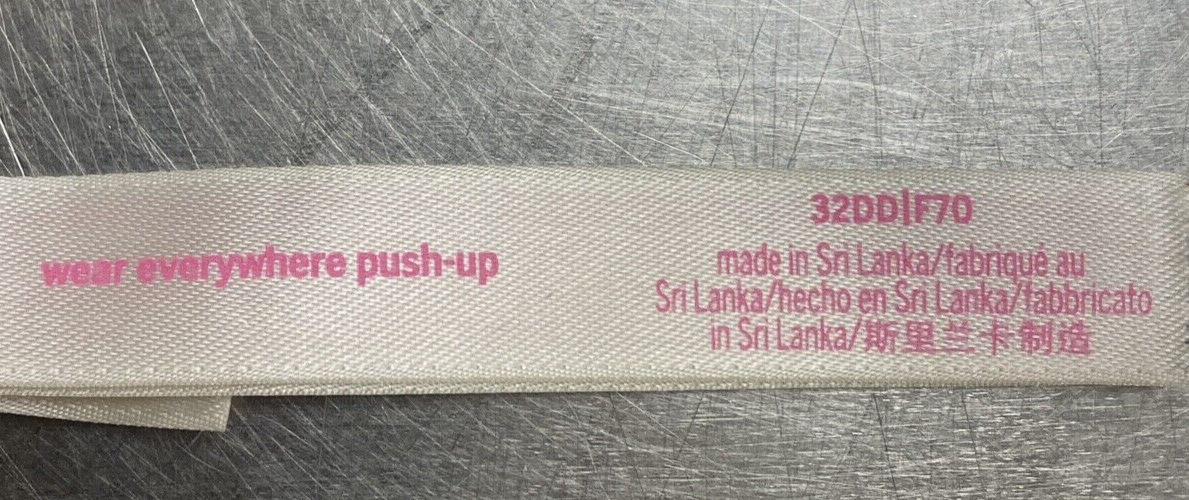 wear everywhere push-up
32DD|F70
made in Sri Lanka/fabriqué au
Sri Lanka/hecho en Sri Lanka/fabbricato
in Sri Lanka/斯里兰卡制造